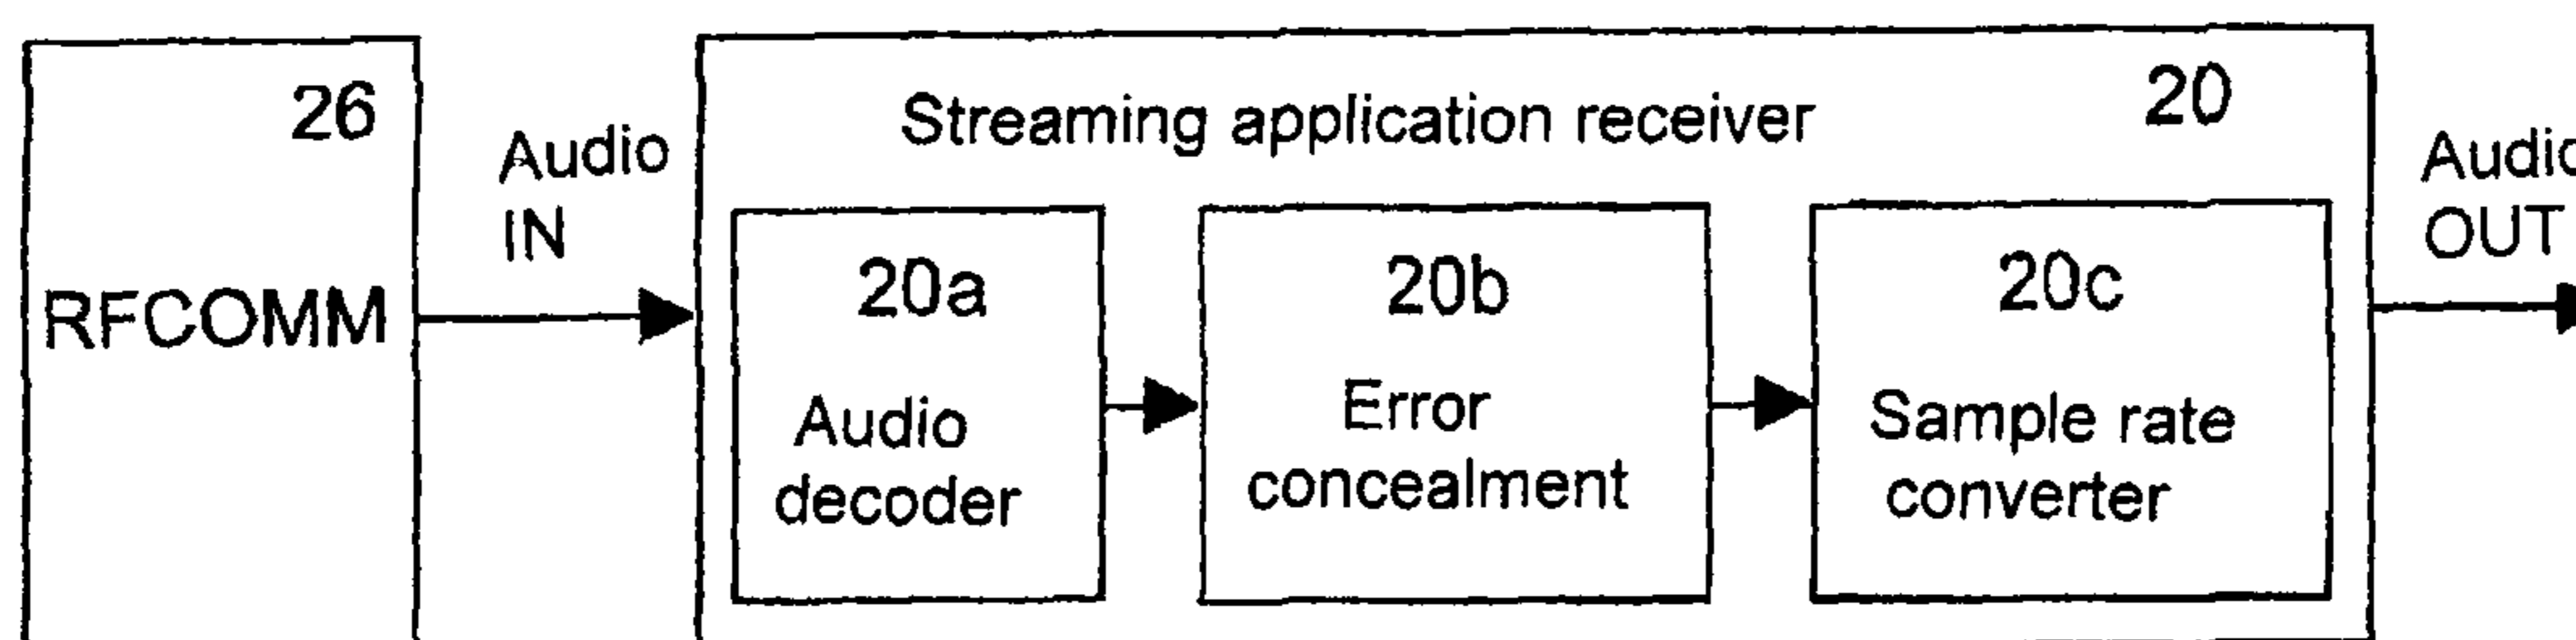 26
RFCOMM
Audio
IN
Streaming application receiver
20
20a
Audio
decoder
20b
Error
concealment
20c
Sample rate
converter
Audio
OUT